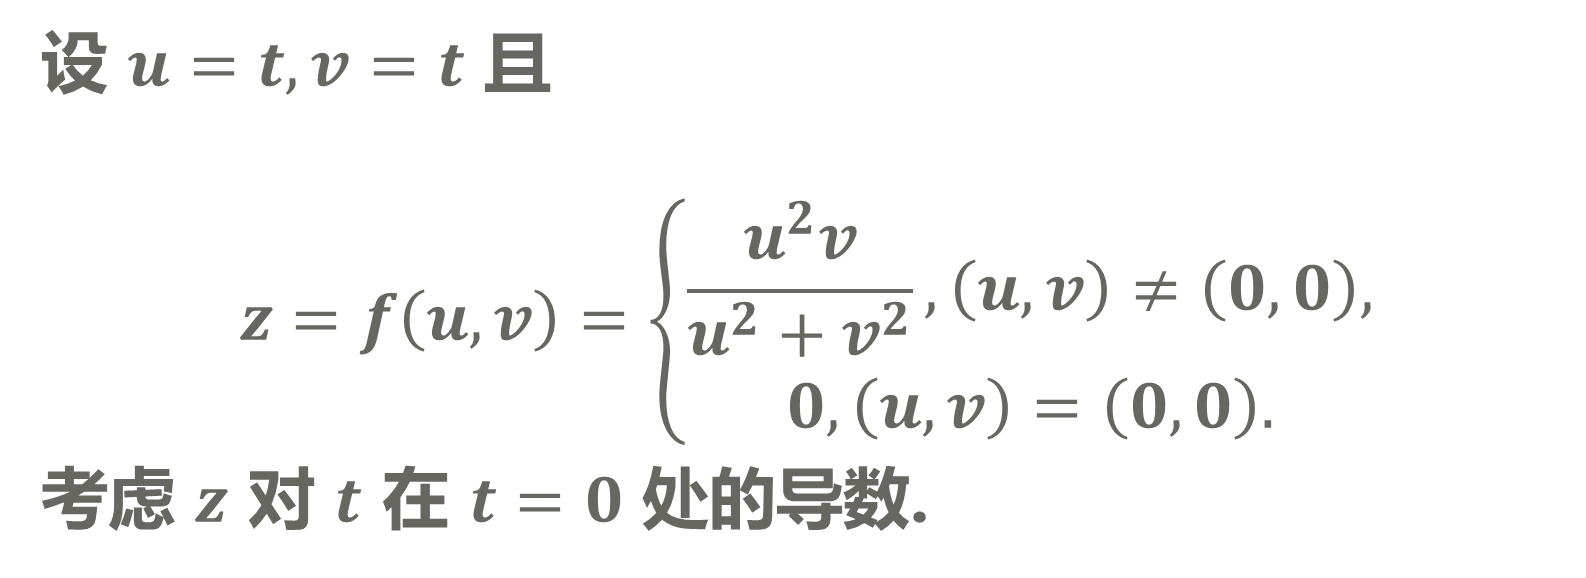 设 u = t, v = t 且
z = f(u, v) = { u²v / u² + v² , (u, v) ≠ (0, 0),
0, (u, v) = (0, 0).
考虑 z 对 t 在 t = 0 处的导数.